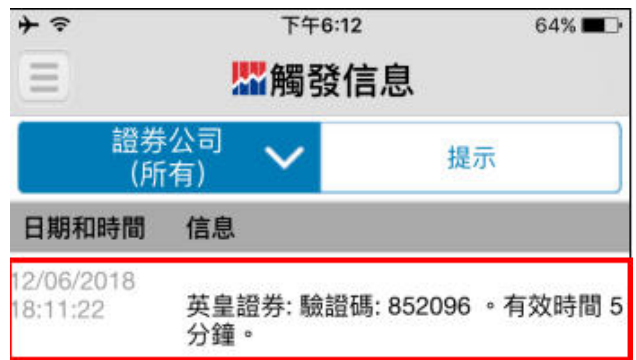 下午6:12
64%
觸發信息
證券公司
(所有)
提示
日期和時間 信息
12/06/2018
18:11:22
英皇證券: 驗證碼: 852096 。有效時間 5
分鐘。